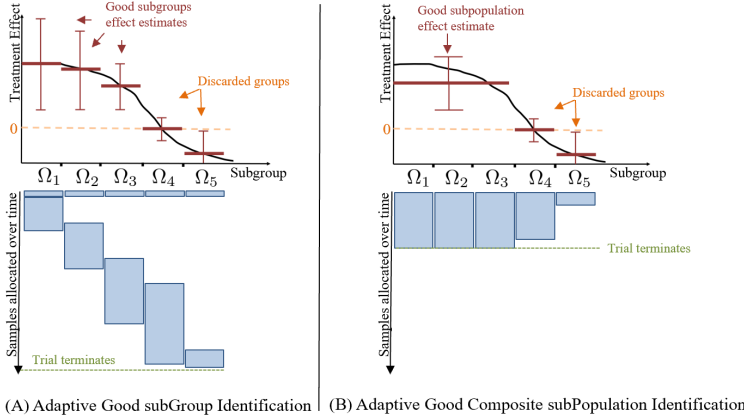 Good subgroups
effect estimates
Treatment Effect
Discarded groups
0
Ω1 Ω2 Ω3 Ω4 Ω5
Subgroup
Samples allocated over time
Trial terminates
(A) Adaptive Good subGroup Identification
Good subpopulation
effect estimate
Treatment Effect
Discarded groups
0
Ω1 Ω2 Ω3 Ω4 Ω5
Subgroup
Samples allocated over time
Trial terminates
(B) Adaptive Good Composite subPopulation Identification